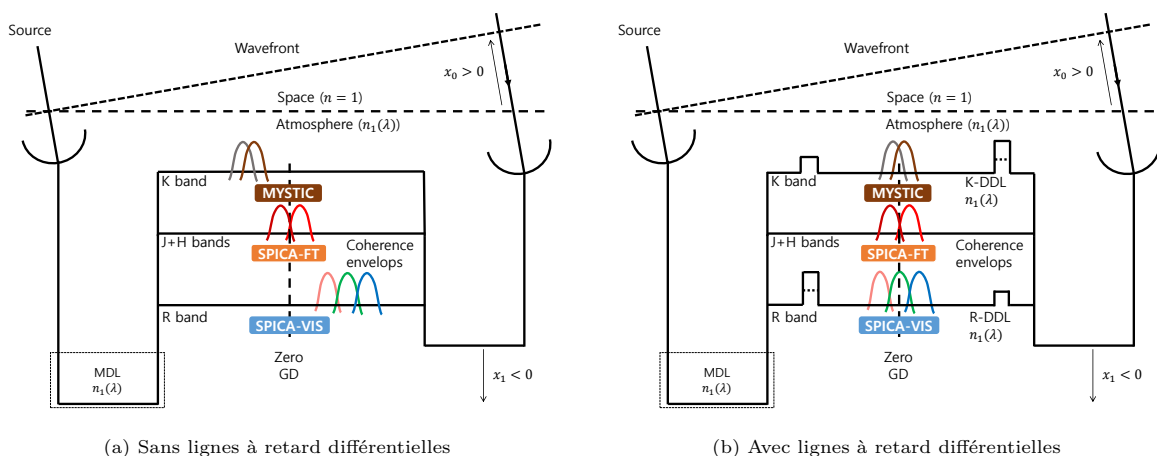 Source
Wavefront
x₀ > 0
Space (n = 1)
Atmosphere (n₁(λ))
K band
MYSTIC
J+H bands
SPICA-FT
Coherence
envelops
R band
SPICA-VIS
Zero
GD
MDL
n₁(λ)
x₁ < 0
(a) Sans lignes à retard différentielles
Source
Wavefront
x₀ > 0
Space (n = 1)
Atmosphere (n₁(λ))
K band
MYSTIC
K-DDL
n₁(λ)
J+H bands
SPICA-FT
Coherence
envelops
R band
SPICA-VIS
R-DDL
n₁(λ)
Zero
GD
MDL
n₁(λ)
x₁ < 0
(b) Avec lignes à retard différentielles